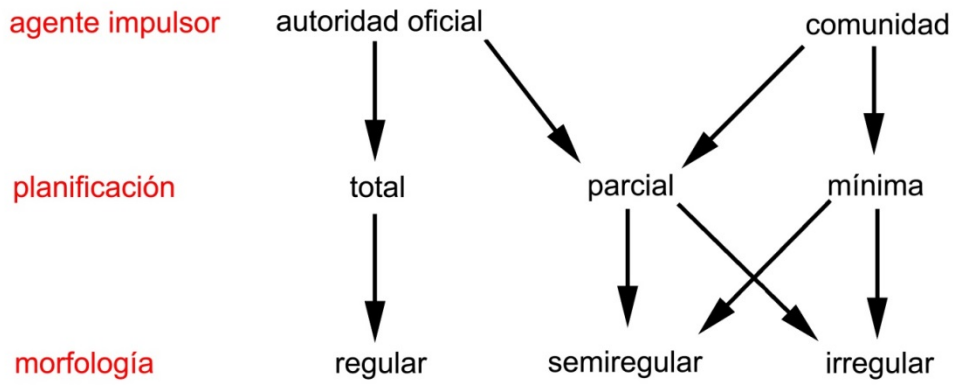 agente impulsor autoridad oficial comunidad
planificación total parcial mínima
morfología regular semiregular irregular